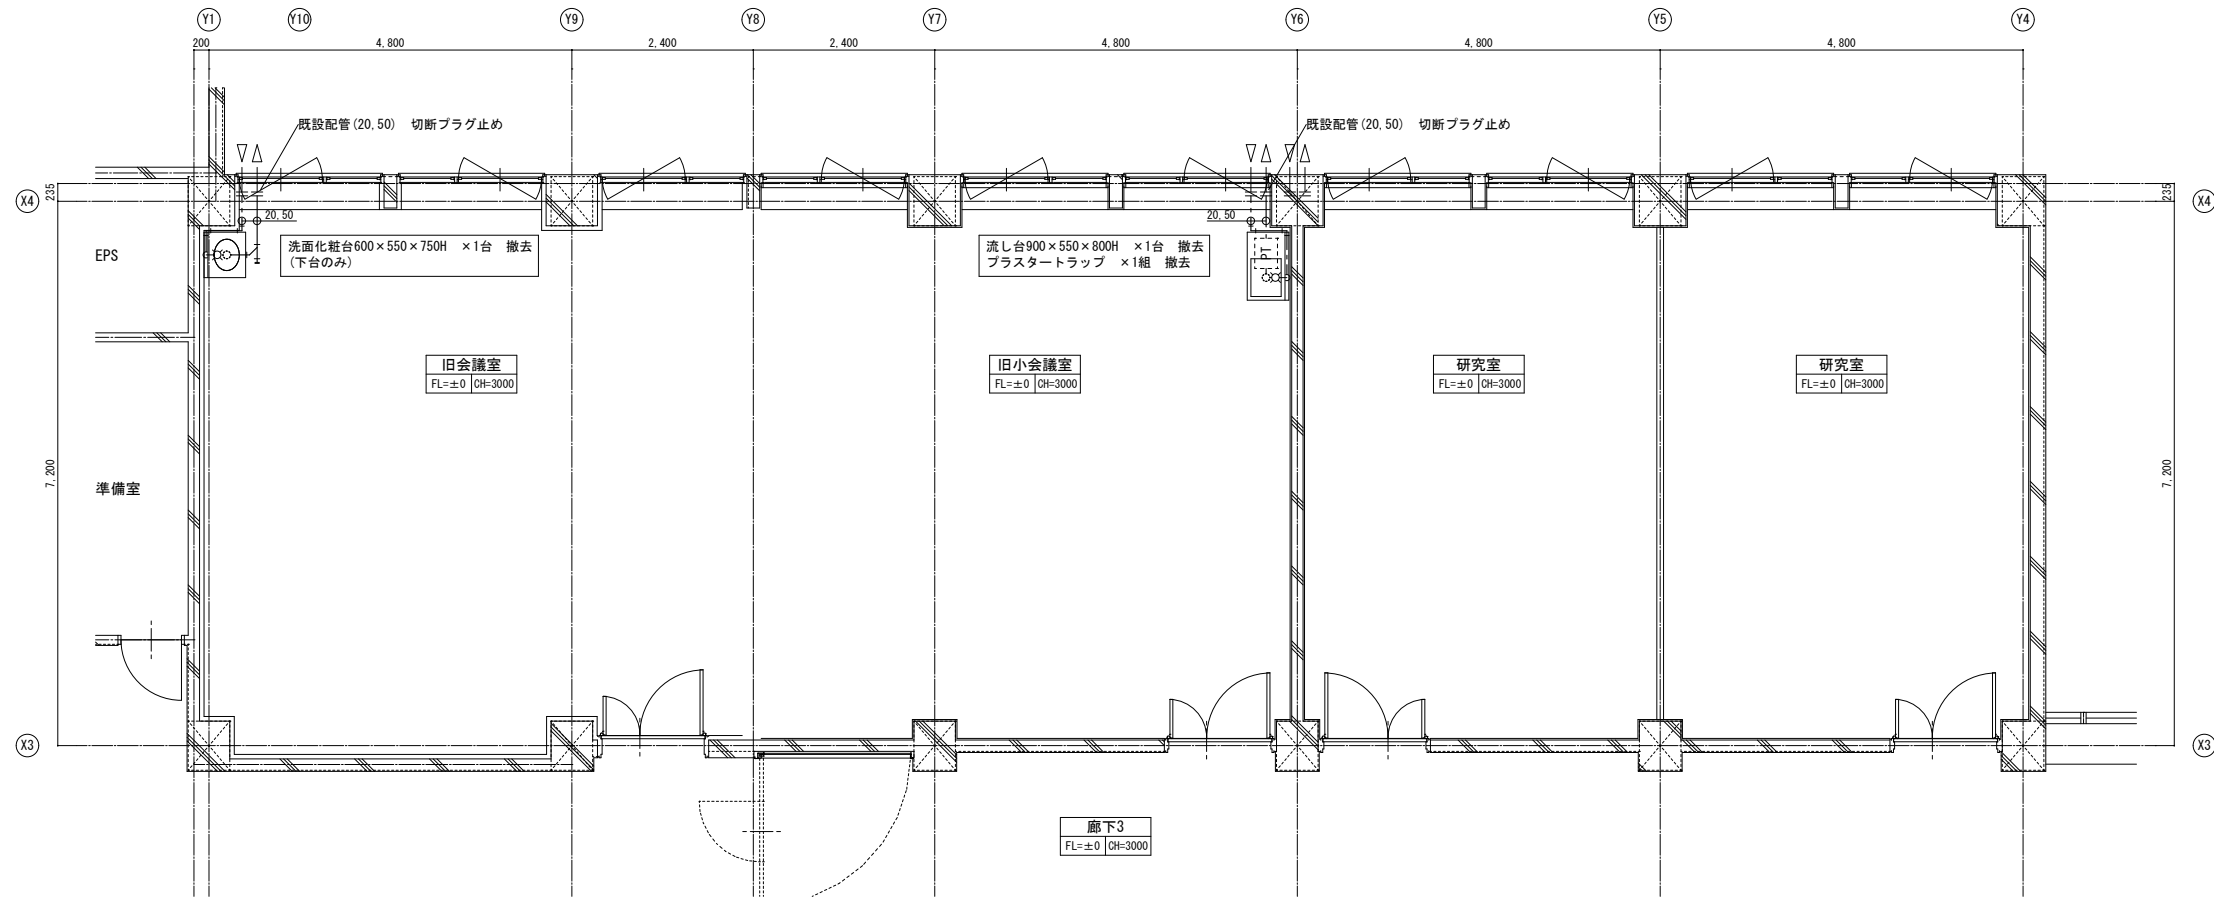 Y1 Y10 Y9 Y8 Y7 Y6 Y5 Y4
200 4,800 2,400 2,400 4,800 4,800 4,800
既設配管(20,50) 切断プラグ止め
既設配管(20,50) 切断プラグ止め
X4 235
235 X4
20,50
20,50
EPS
洗面化粧台600×550×750H ×1台 撤去
(下台のみ)
流し台900×550×800H ×1台 撤去
プラスタートラップ ×1組 撤去
PT
旧会議室
FL=±0 CH=3000
旧小会議室
FL=±0 CH=3000
研究室
FL=±0 CH=3000
研究室
FL=±0 CH=3000
7,200
7,200
準備室
X3
X3
廊下3
FL=±0 CH=3000